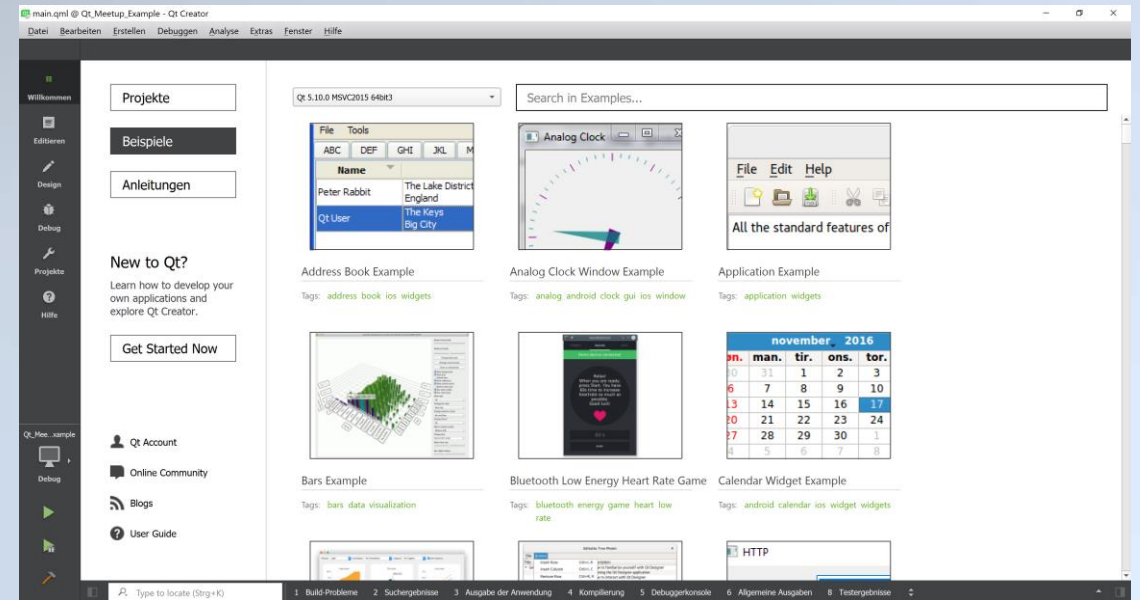 main.qml @ Qt_Meetup_Example - Qt Creator
Datei Bearbeiten Erstellen Debuggen Analyse Extras Fenster Hilfe
Willkommen
Editieren
Design
Debug
Projekte
Hilfe
Qt_Mee...xample
Debug
Projekte
Beispiele
Anleitungen
New to Qt?
Learn how to develop your
own applications and
explore Qt Creator.
Get Started Now
Qt Account
Online Community
Blogs
User Guide
Qt 5.10.0 MSVC2015 64bit3
Search in Examples...
File Tools
ABC DEF GHI JKL M
Name
Peter Rabbit The Lake District
England
Qt User The Keys
Big City
Address Book Example
Tags: address book ios widgets
Analog Clock
Analog Clock Window Example
Tags: analog android clock gui ios window
File Edit Help
All the standard features of
Application Example
Tags: application widgets
Bars Example
Tags: bars data visualization
Bluetooth Low Energy Heart Rate Game
Tags: bluetooth energy game heart low
rate
november 2016
øn. man. tir. ons. tor.
30 31 1 2 3
6 7 8 9 10
13 14 15 16 17
20 21 22 23 24
27 28 29 30 1
4 5 6 7 8
Calendar Widget Example
Tags: android calendar ios widget widgets
Editable Tree Model
HTTP
Type to locate (Strg+K)
1 Build-Probleme 2 Suchergebnisse 3 Ausgabe der Anwendung 4 Kompilierung 5 Debuggerkonsole 6 Allgemeine Ausgaben 8 Testergebnisse